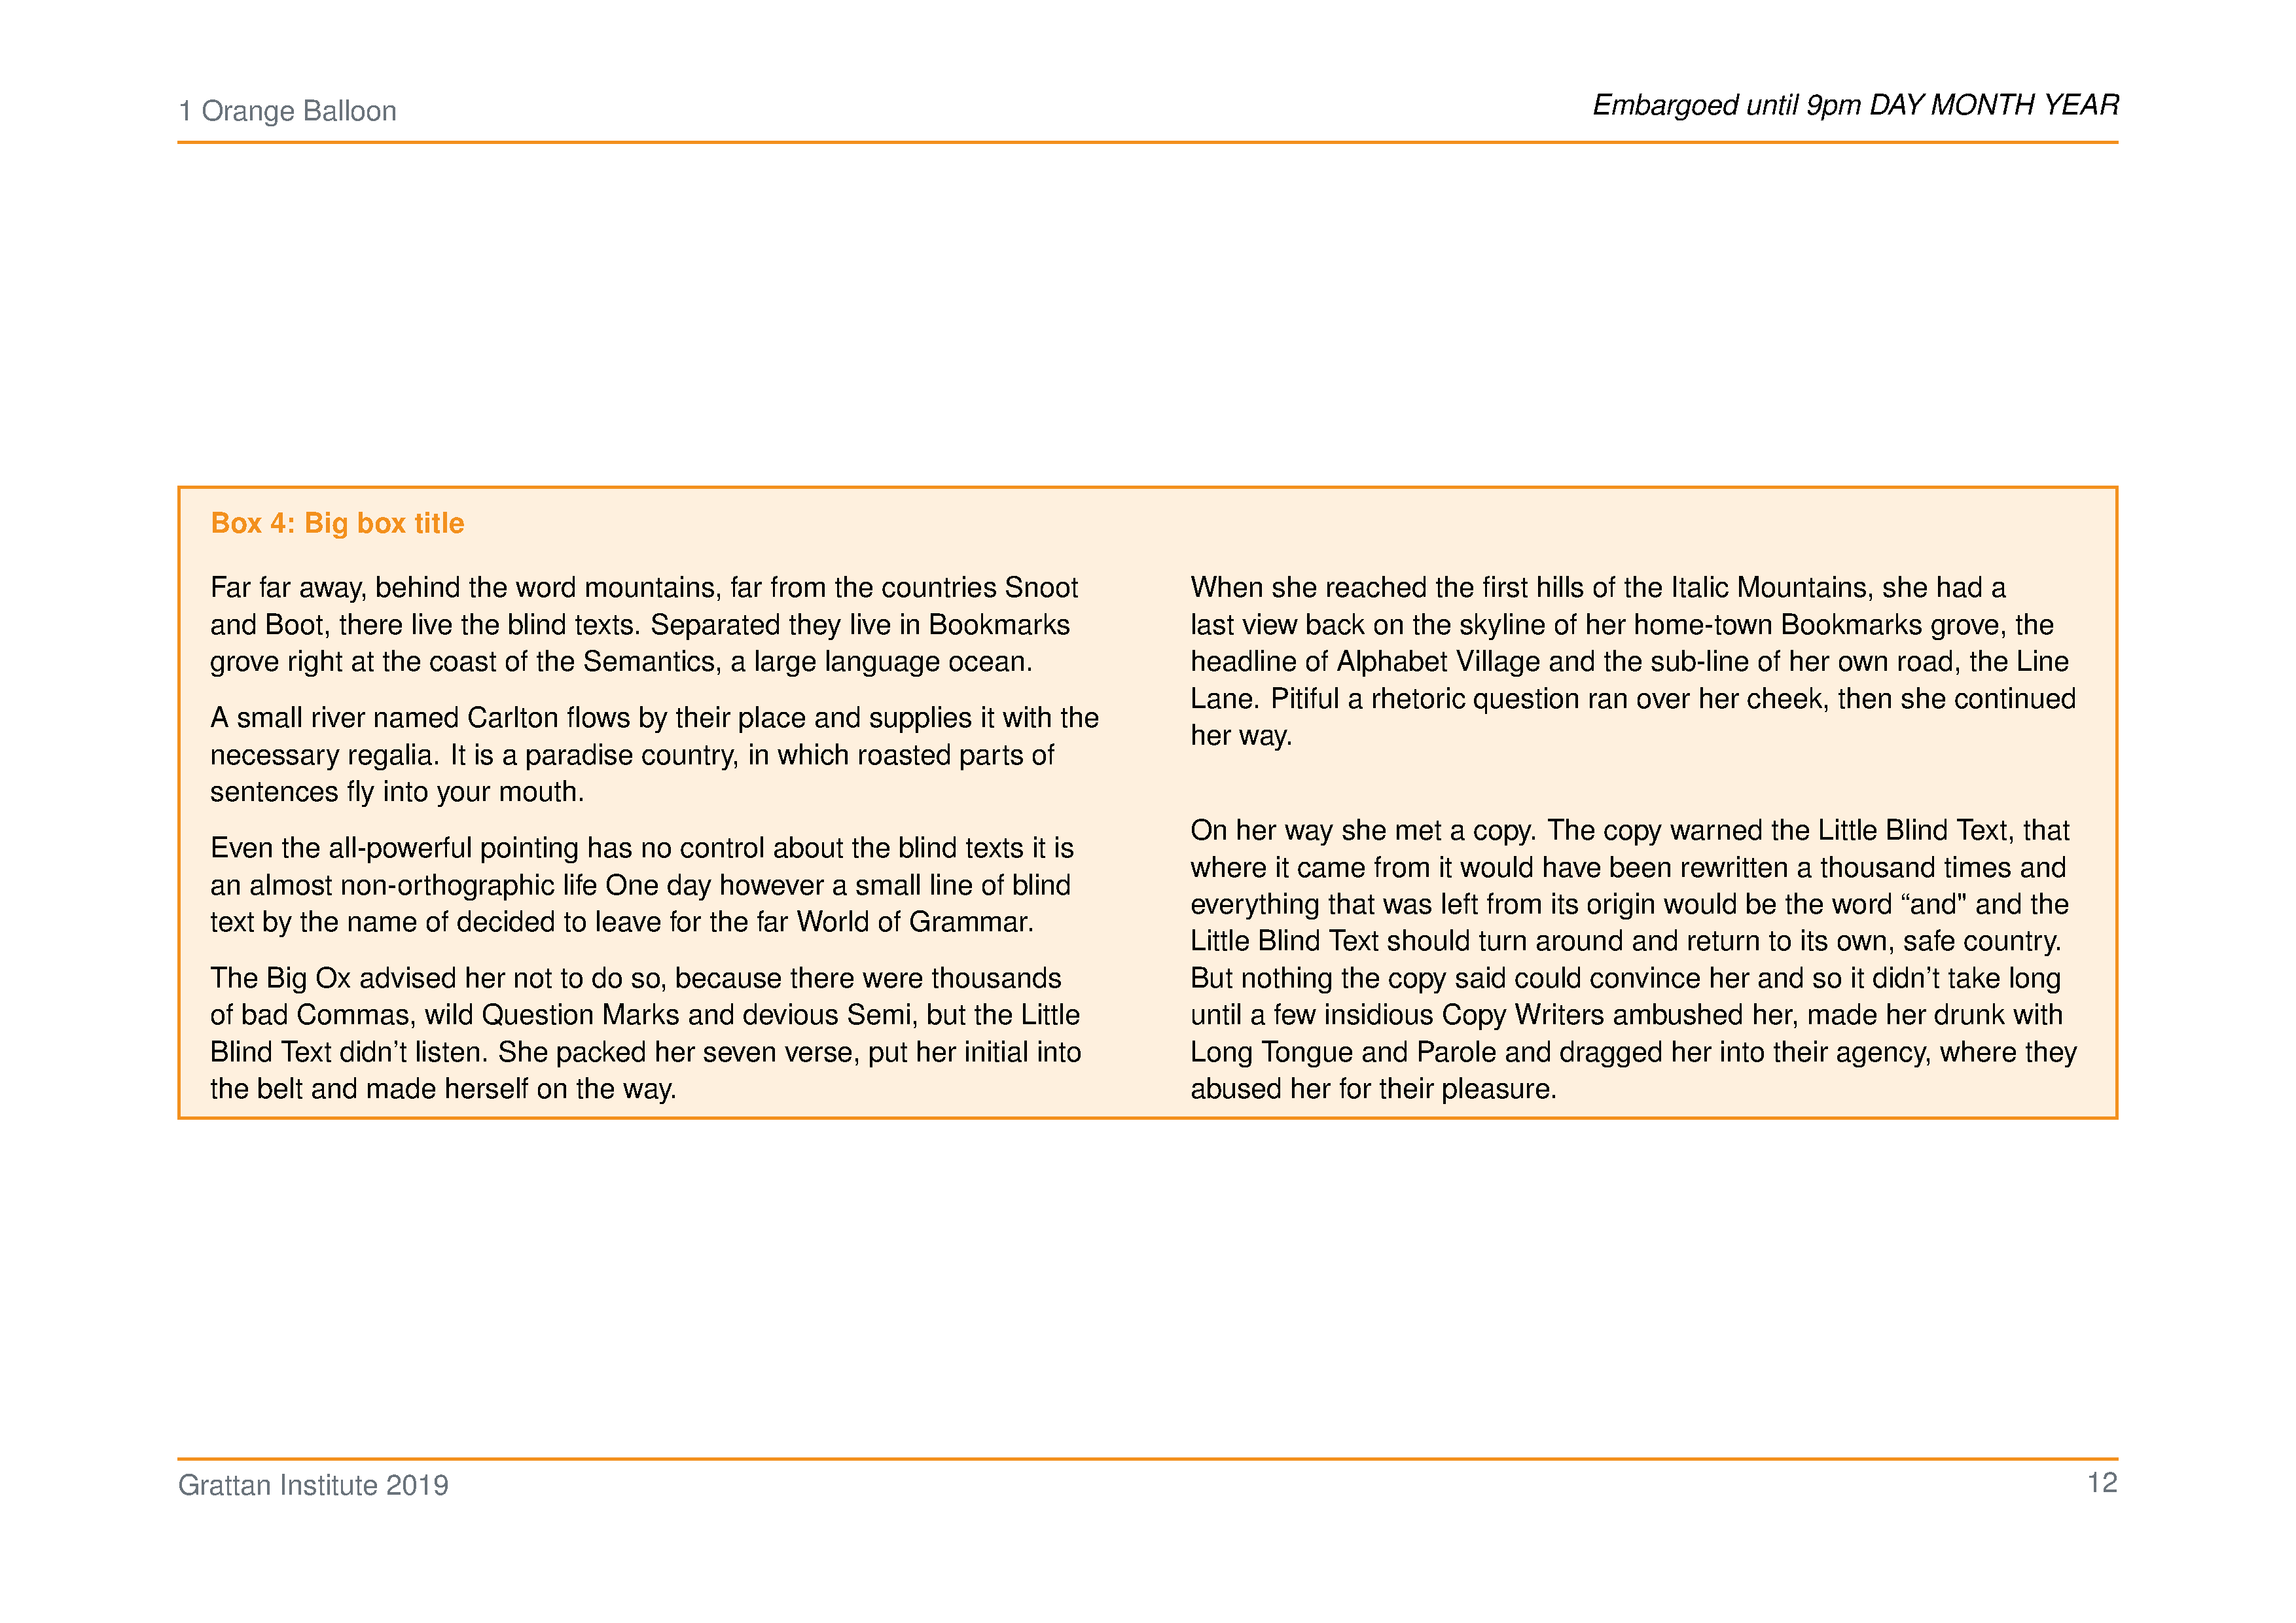 1 Orange Balloon
Embargoed until 9pm DAY MONTH YEAR
Box 4: Big box title
Far far away, behind the word mountains, far from the countries Snoot
and Boot, there live the blind texts. Separated they live in Bookmarks
grove right at the coast of the Semantics, a large language ocean.
A small river named Carlton flows by their place and supplies it with the
necessary regalia. It is a paradise country, in which roasted parts of
sentences fly into your mouth.
Even the all-powerful pointing has no control about the blind texts it is
an almost non-orthographic life One day however a small line of blind
text by the name of decided to leave for the far World of Grammar.
The Big Ox advised her not to do so, because there were thousands
of bad Commas, wild Question Marks and devious Semi, but the Little
Blind Text didn’t listen. She packed her seven verse, put her initial into
the belt and made herself on the way.
When she reached the first hills of the Italic Mountains, she had a
last view back on the skyline of her home-town Bookmarks grove, the
headline of Alphabet Village and the sub-line of her own road, the Line
Lane. Pitiful a rhetoric question ran over her cheek, then she continued
her way.
On her way she met a copy. The copy warned the Little Blind Text, that
where it came from it would have been rewritten a thousand times and
everything that was left from its origin would be the word “and" and the
Little Blind Text should turn around and return to its own, safe country.
But nothing the copy said could convince her and so it didn’t take long
until a few insidious Copy Writers ambushed her, made her drunk with
Long Tongue and Parole and dragged her into their agency, where they
abused her for their pleasure.
Grattan Institute 2019
12